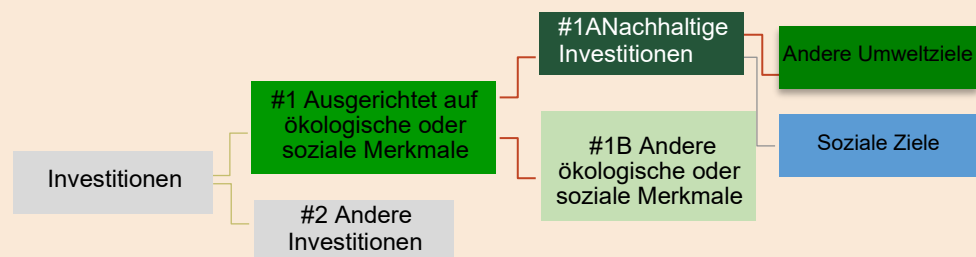 Investitionen
#1 Ausgerichtet auf
ökologische oder
soziale Merkmale
#2 Andere
Investitionen
#1ANachhaltige
Investitionen
#1B Andere
ökologische oder
soziale Merkmale
Andere Umweltziele
Soziale Ziele